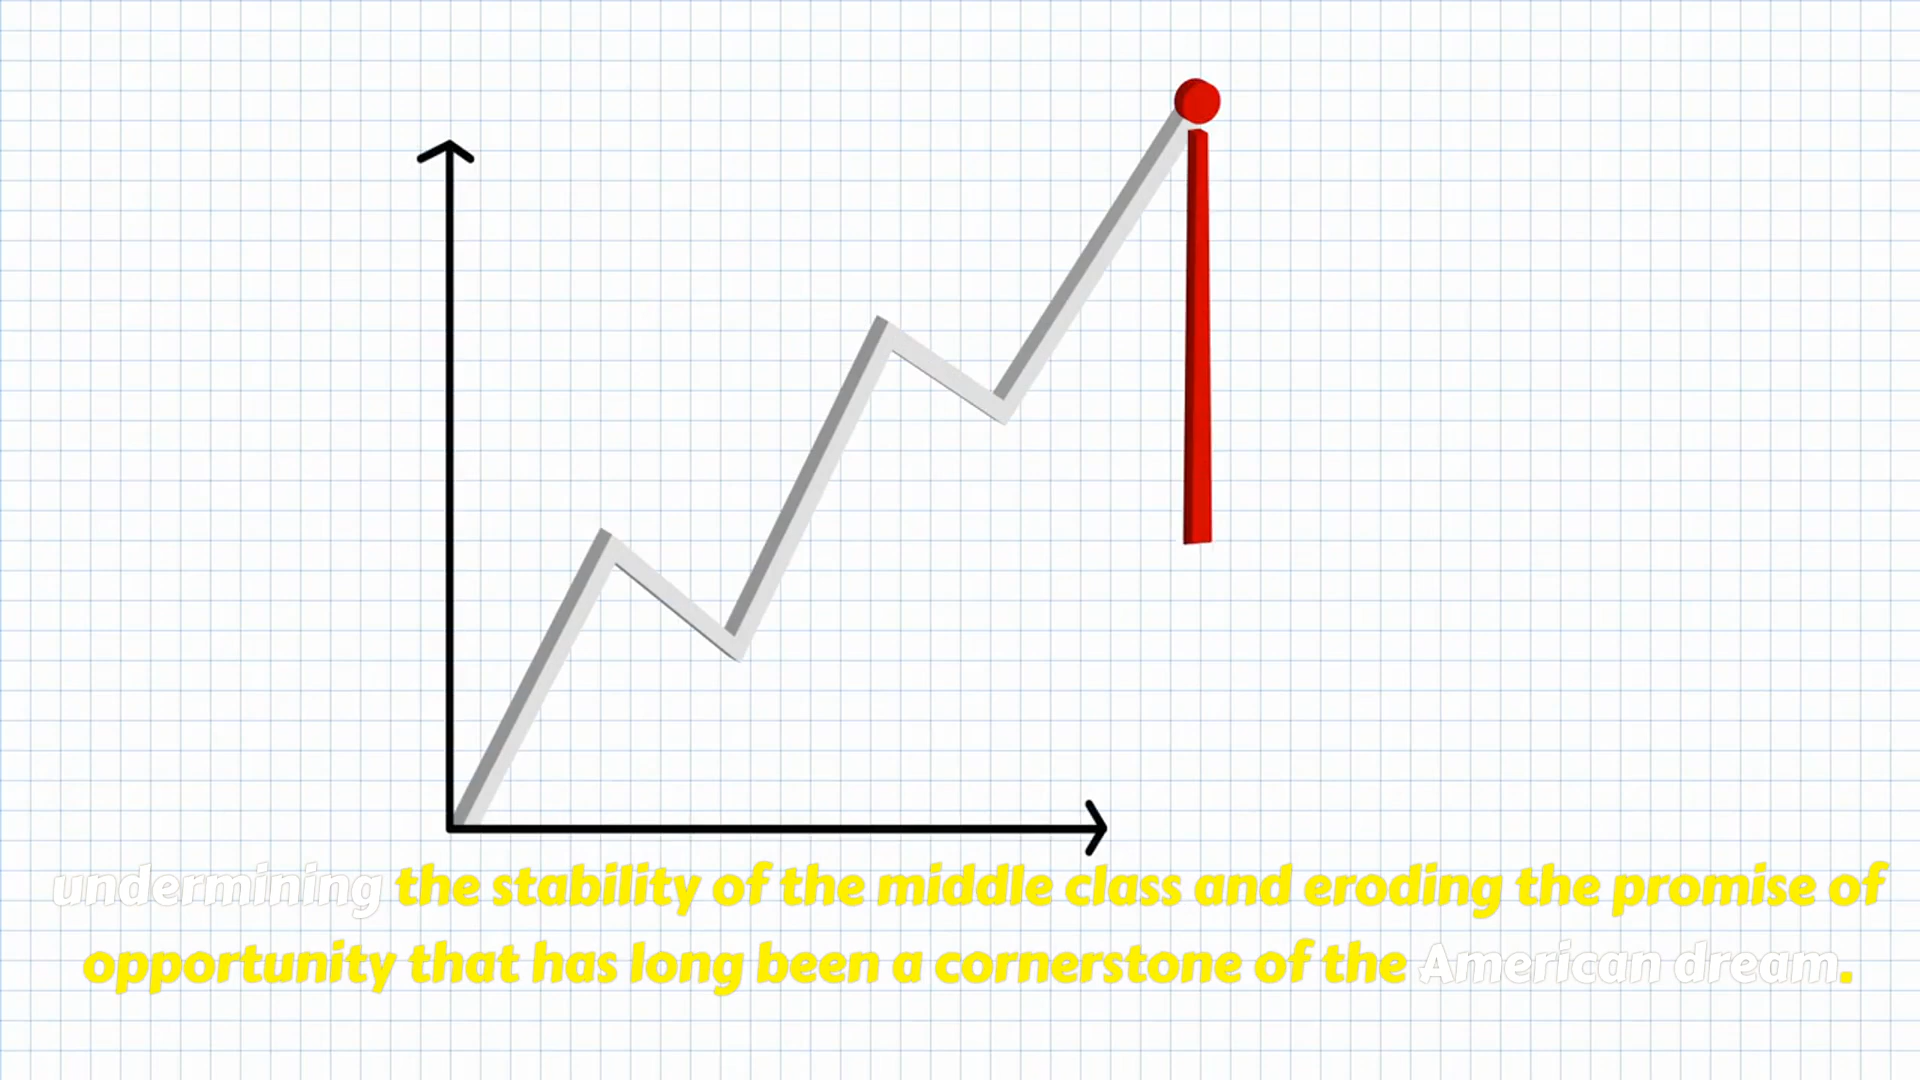 undermining the stability of the middle class and eroding the promise of
opportunity that has long been a cornerstone of the American dream.